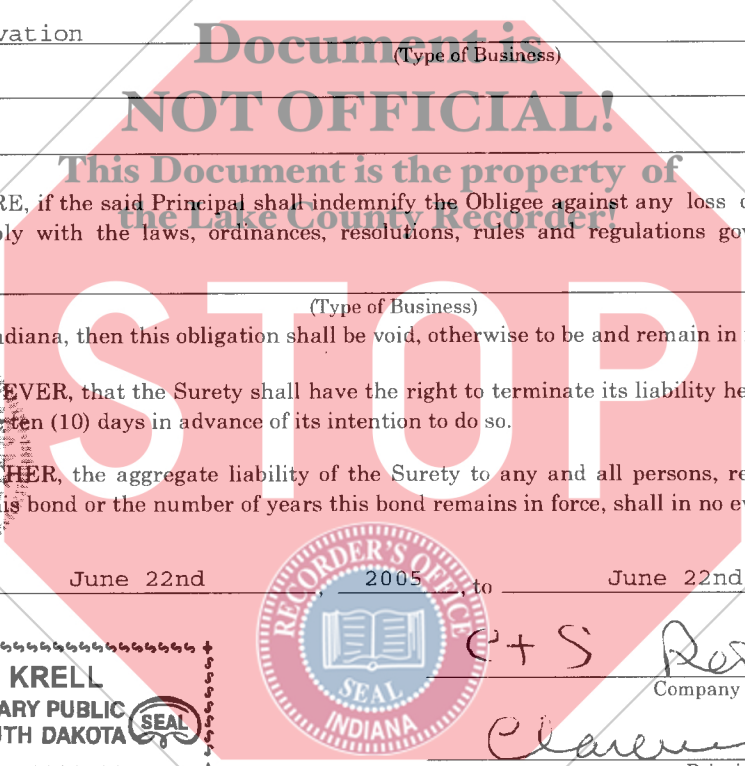 vation
Document is
(Type of Business)
NOT OFFICIAL!
This Document is the property of
RE, if the said Principal shall indemnify the Obligee against any loss
the Lake County Recorder!
ply with the laws, ordinances, resolutions, rules and regulations gov
STOP
(Type of Business)
ndiana, then this obligation shall be void, otherwise to be and remain in
EVER, that the Surety shall have the right to terminate its liability he
ten (10) days in advance of its intention to do so.
HER, the aggregate liability of the Surety to any and all persons, re
is bond or the number of years this bond remains in force, shall in no ev
June 22nd , 2005 , to June 22nd
RECORDER'S OFFICE
SEAL
INDIANA
C+S
Company
KRELL
ARY PUBLIC
SEAL
UTH DAKOTA